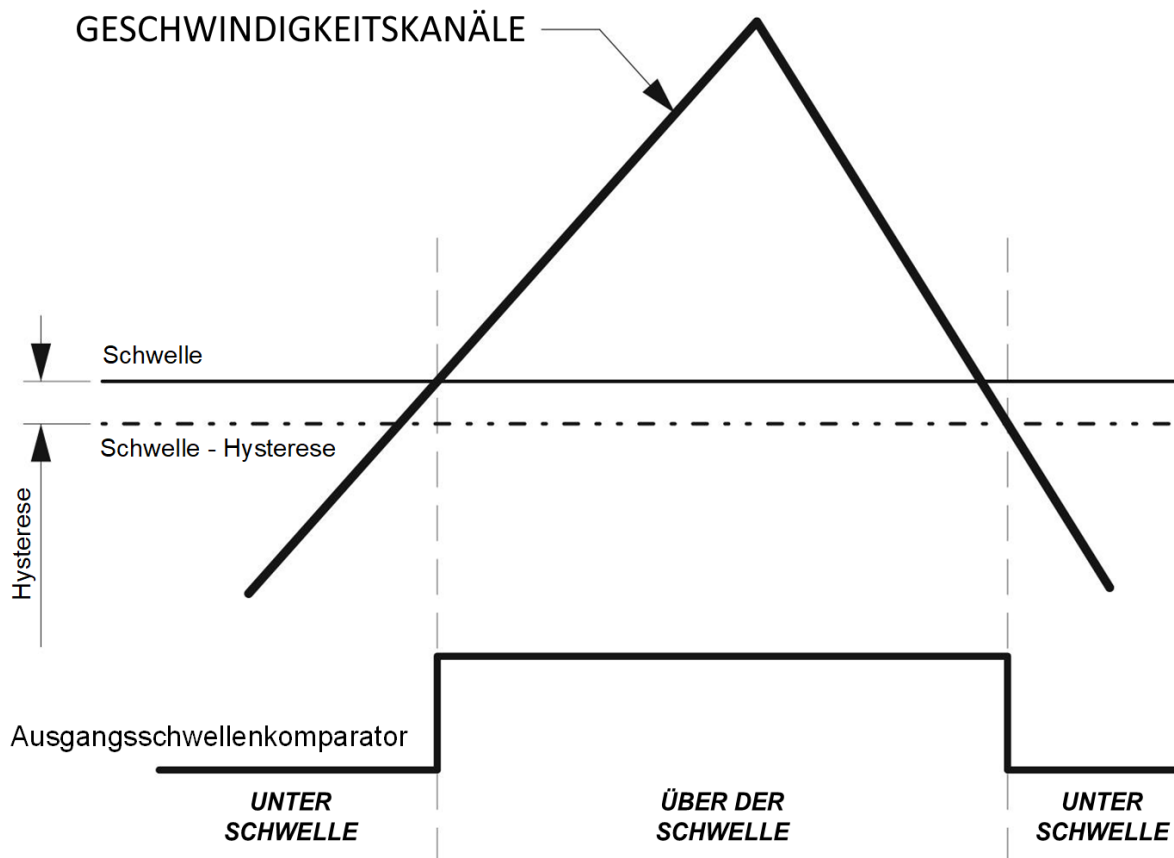 GESCHWINDIGKEITSKANÄLE
Schwelle
Schwelle - Hysterese
Hysterese
Ausgangsschwellenkomparator
UNTER
SCHWELLE
ÜBER DER
SCHWELLE
UNTER
SCHWELLE